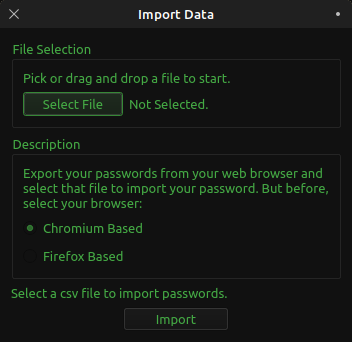 Import Data
File Selection
Pick or drag and drop a file to start.
Select File Not Selected.
Description
Export your passwords from your web browser and
select that file to import your password. But before,
select your browser:
Chromium Based
Firefox Based
Select a csv file to import passwords.
Import